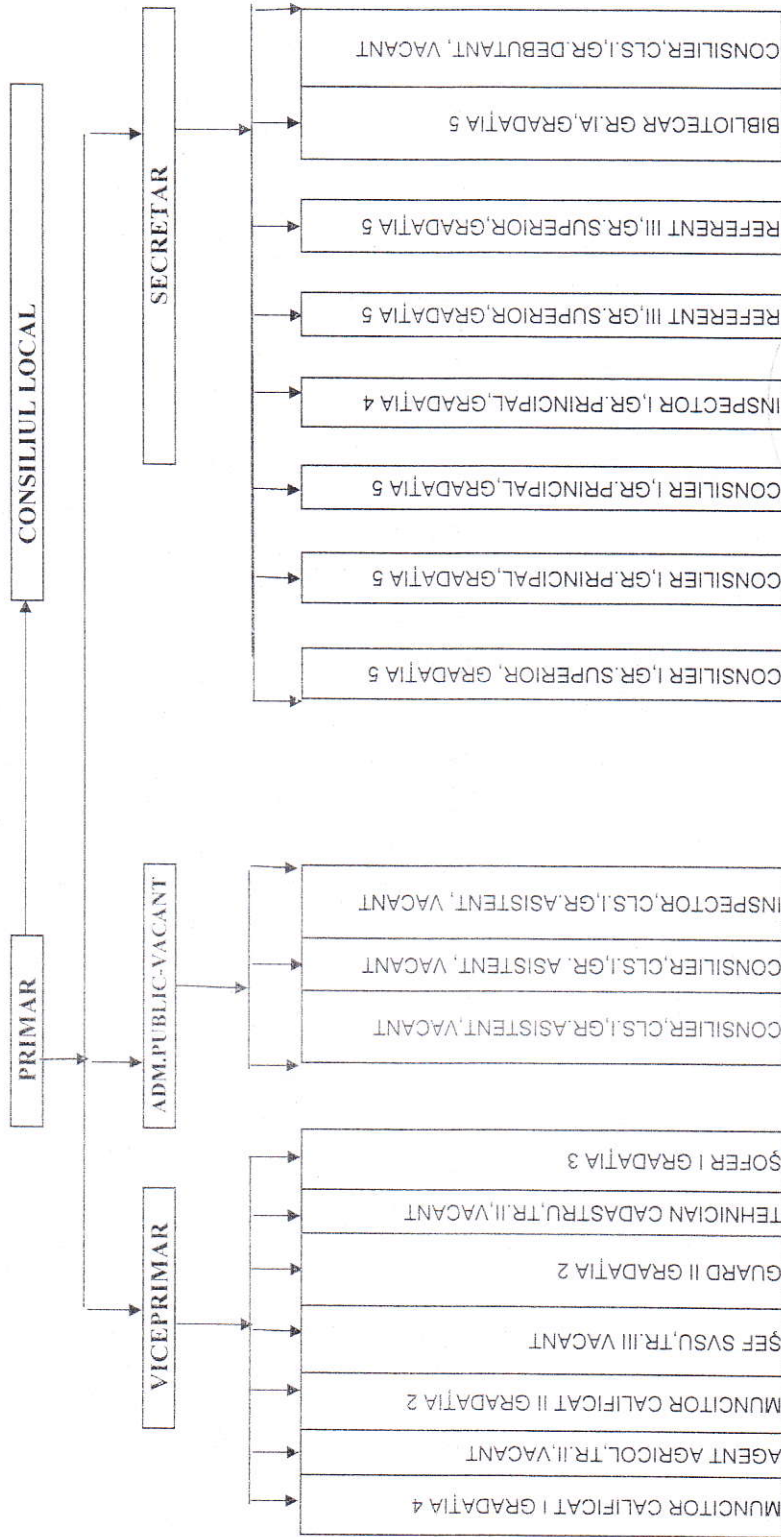 PRIMAR
CONSILIUL LOCAL
VICEPRIMAR
ADM.PUBLIC-VACANT
SECRETAR
MUNCITOR CALIFICAT I GRADAȚIA 4
AGENT AGRICOL,TR.II,VACANT
MUNCITOR CALIFICAT II GRADAȚIA 2
ȘEF SVSU,TR.III VACANT
GUARD II GRADAȚIA 2
TEHNICIAN CADASTRU,TR.II,VACANT
ȘOFER I GRADAȚIA 3
CONSILIER,CLS.I,GR.ASISTENT,VACANT
CONSILIER,CLS.I,GR. ASISTENT, VACANT
INSPECTOR,CLS.I,GR.ASISTENT, VACANT
CONSILIER I,GR.SUPERIOR, GRADAȚIA 5
CONSILIER I,GR.PRINCIPAL,GRADAȚIA 5
CONSILIER I,GR.PRINCIPAL,GRADAȚIA 5
INSPECTOR I,GR.PRINCIPAL,GRADAȚIA 4
REFERENT III,GR.SUPERIOR,GRADAȚIA 5
REFERENT III,GR.SUPERIOR,GRADAȚIA 5
BIBLIOTECAR GR.IA,GRADAȚIA 5
CONSILIER,CLS.I,GR.DEBUTANT, VACANT